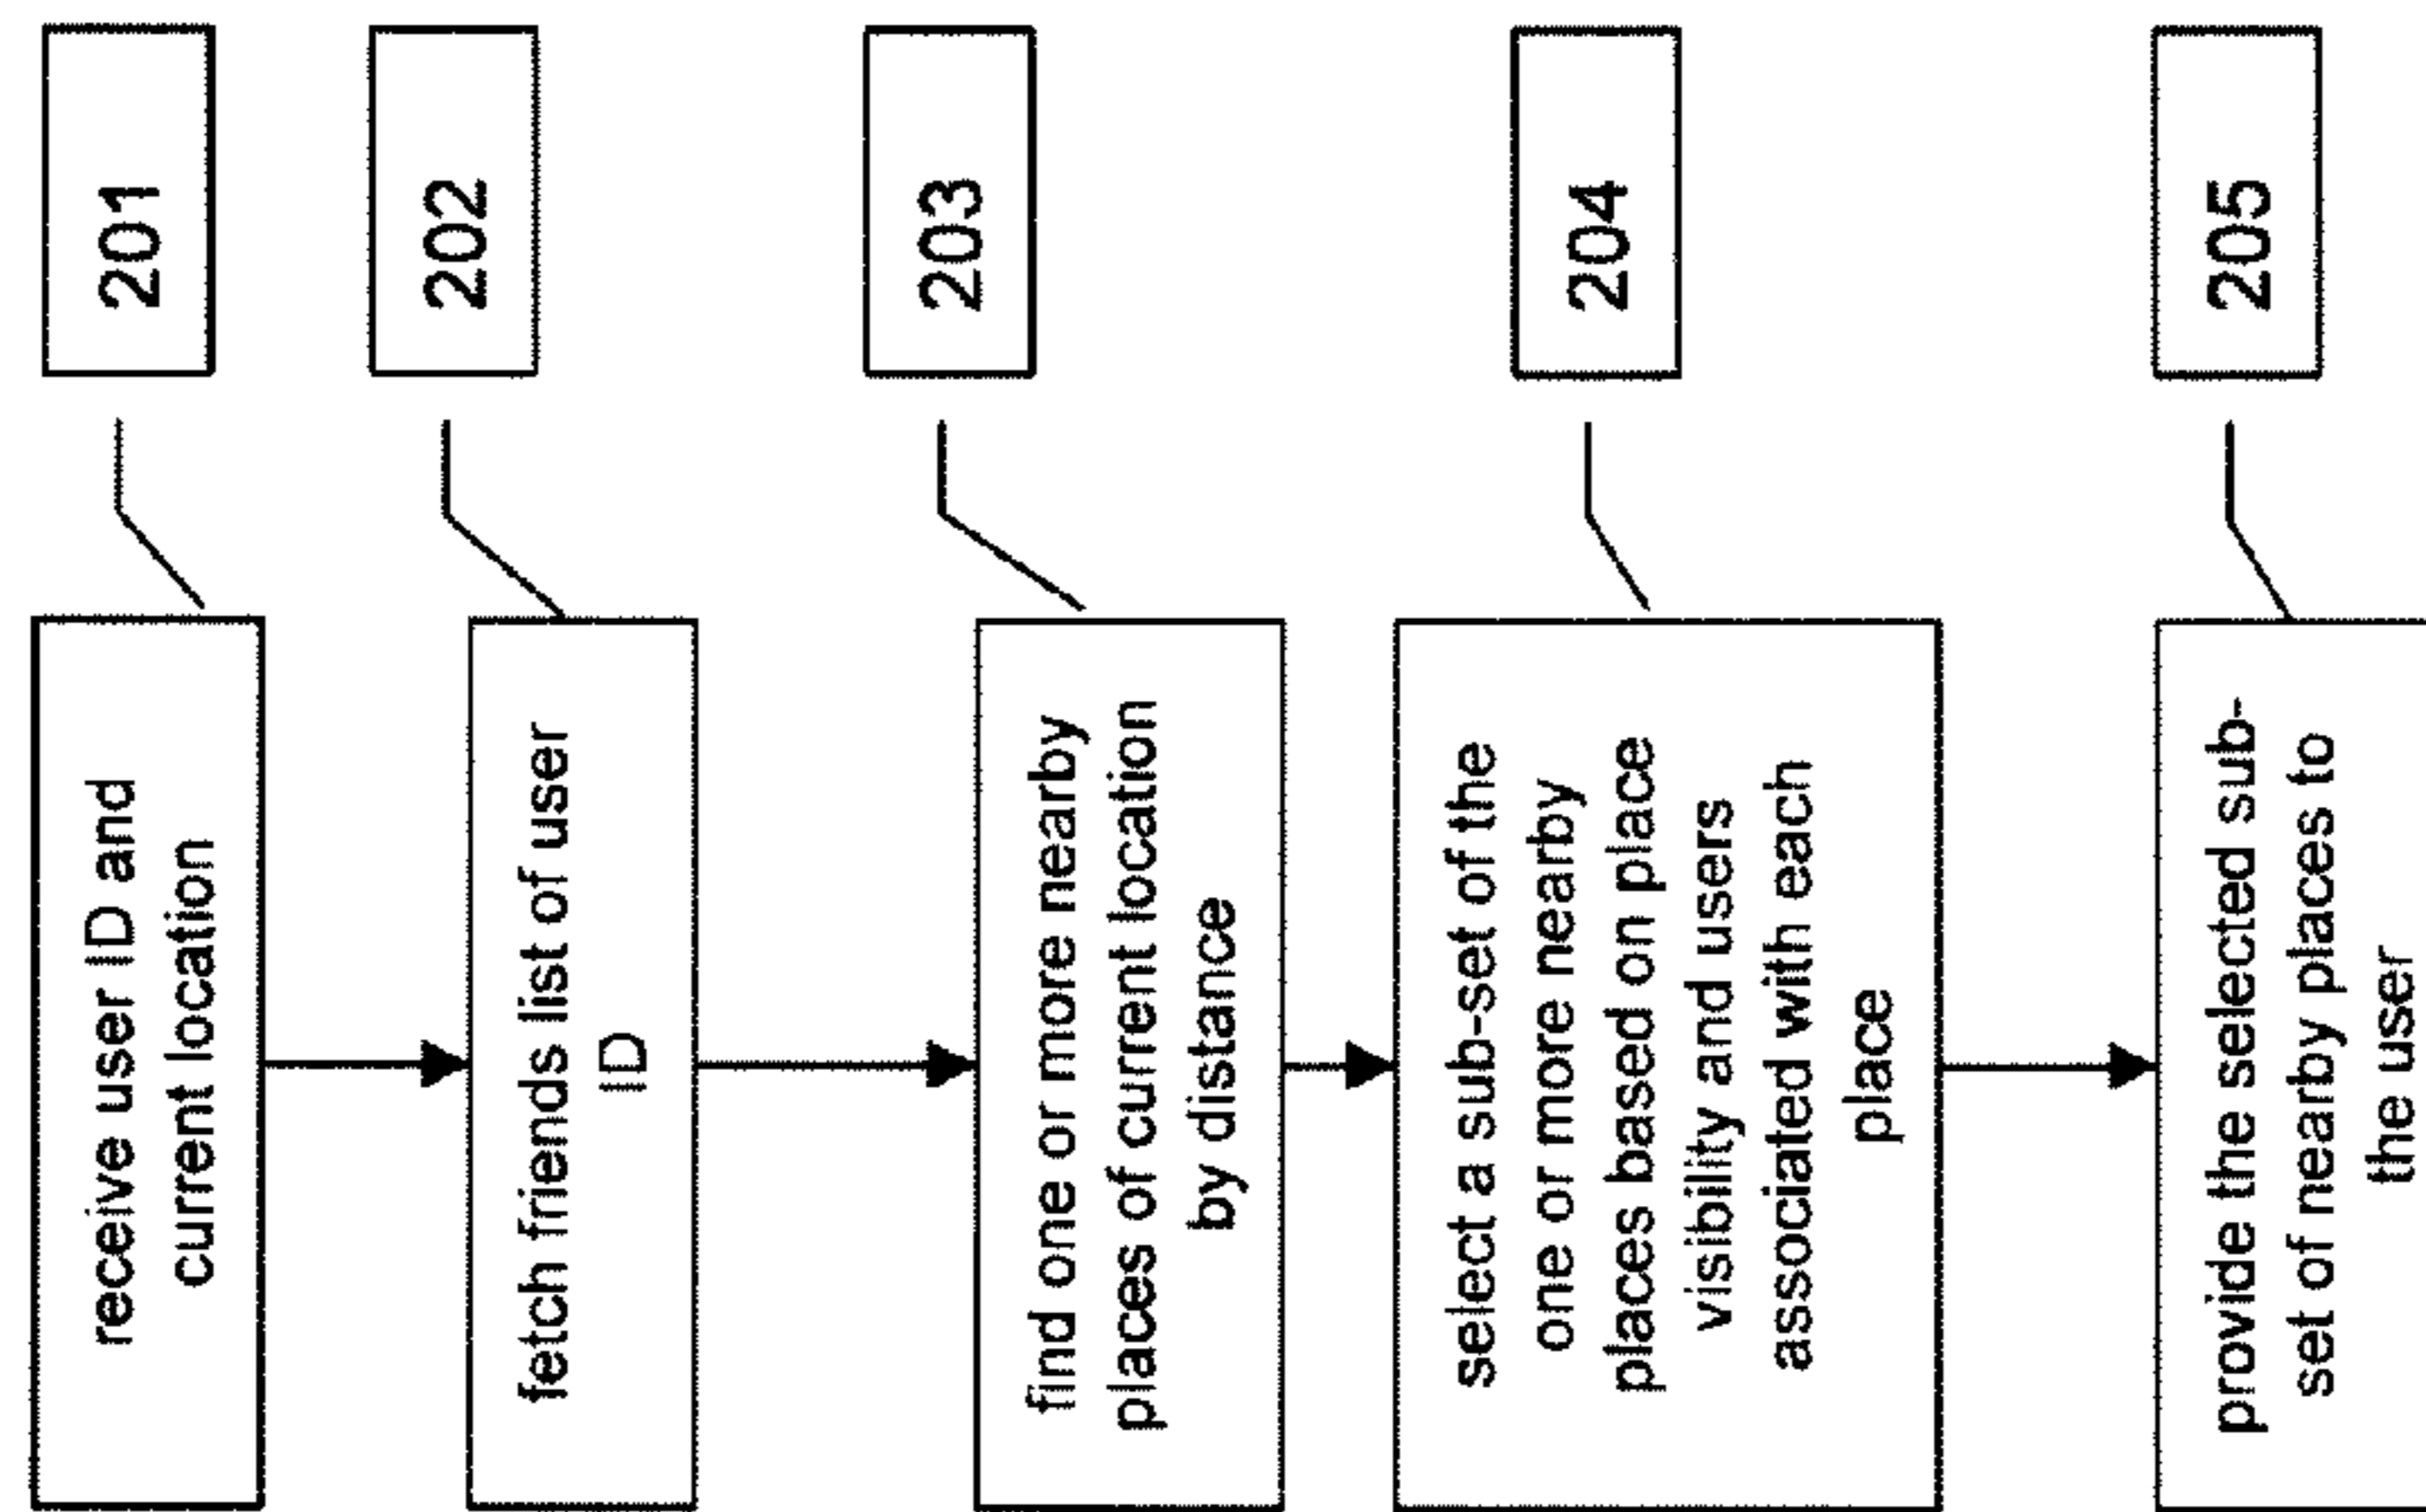 receive user ID and
current location
201
fetch friends list of user
ID
202
find one or more nearby
places of current location
by distance
203
select a sub-set of the
one or more nearby
places based on place
visibility and users
associated with each
place
204
provide the selected sub-
set of nearby places to
the user
205